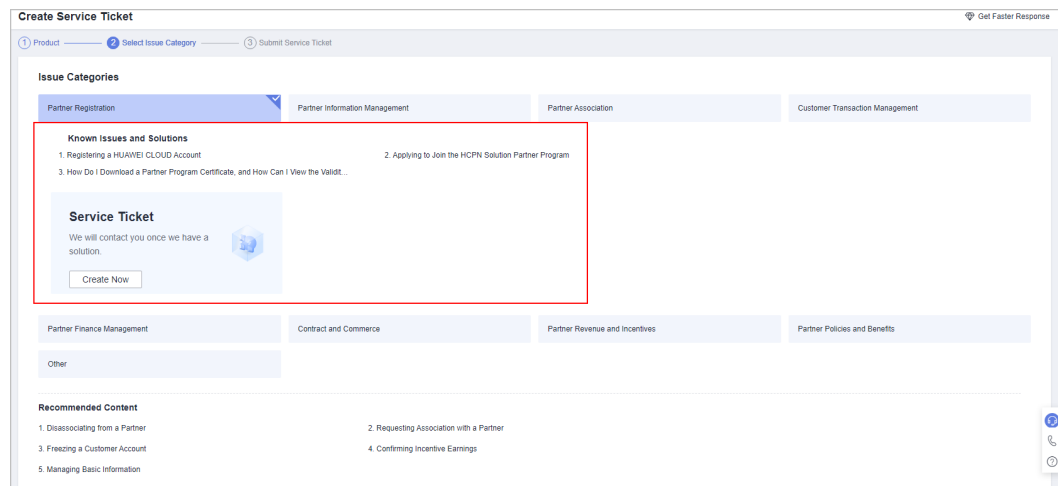 Create Service Ticket
Get Faster Response
1 Product
2 Select Issue Category
3 Submit Service Ticket
Issue Categories
Partner Registration
Partner Information Management
Partner Association
Customer Transaction Management
Known Issues and Solutions
1. Registering a HUAWEI CLOUD Account
2. Applying to Join the HCPN Solution Partner Program
3. How Do I Download a Partner Program Certificate, and How Can I View the Validit...
Service Ticket
We will contact you once we have a
solution.
Create Now
Partner Finance Management
Contract and Commerce
Partner Revenue and Incentives
Partner Policies and Benefits
Other
Recommended Content
1. Disassociating from a Partner
2. Requesting Association with a Partner
3. Freezing a Customer Account
4. Confirming Incentive Earnings
5. Managing Basic Information